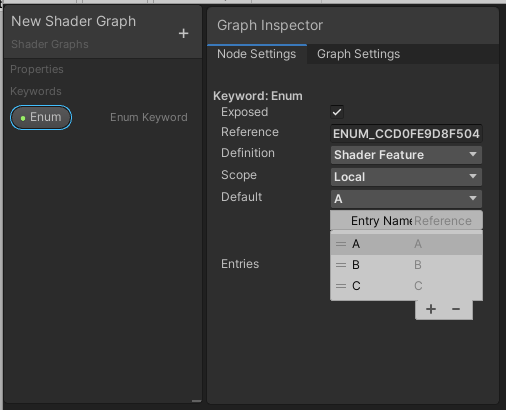 New Shader Graph
+
Shader Graphs
Properties
Keywords
Enum Enum Keyword
Graph Inspector
Node Settings Graph Settings
Keyword: Enum
Exposed
Reference ENUM_CCD0FE9D8F504
Definition Shader Feature
Scope Local
Default A
Entry Name Reference
Entries
A A
B B
C C
+ −